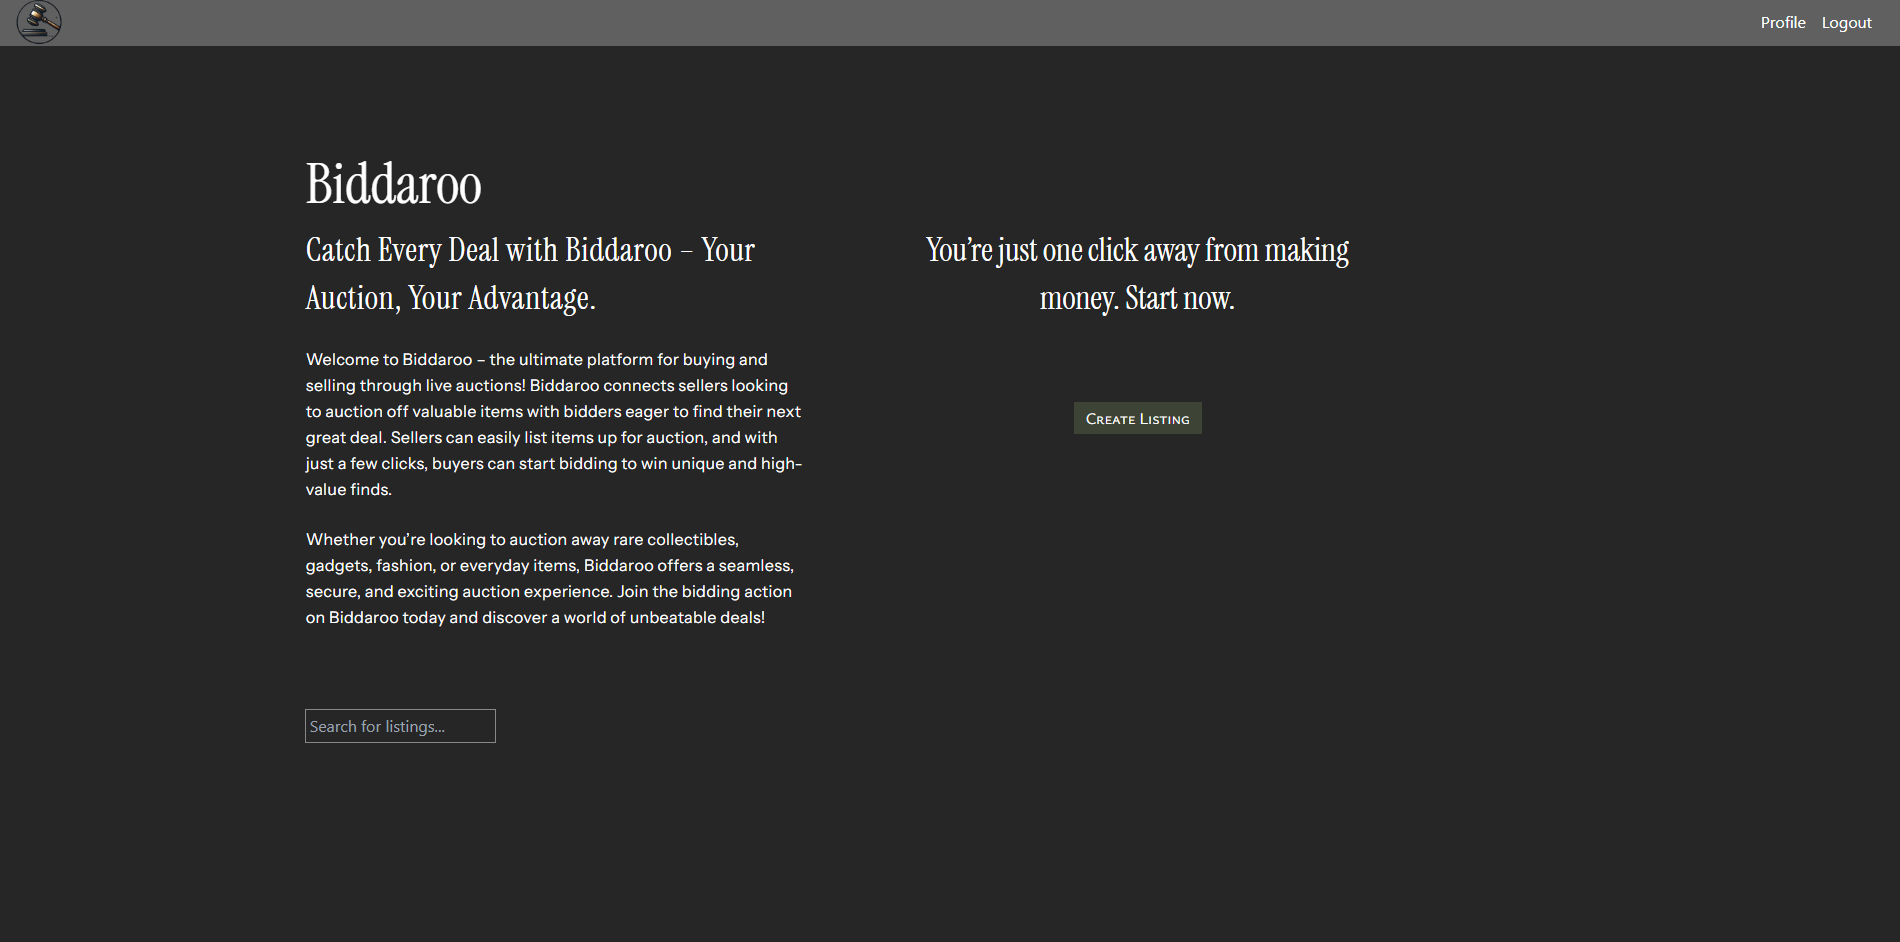 Profile Logout
Biddaroo
Catch Every Deal with Biddaroo – Your
Auction, Your Advantage.
Welcome to Biddaroo – the ultimate platform for buying and
selling through live auctions! Biddaroo connects sellers looking
to auction off valuable items with bidders eager to find their next
great deal. Sellers can easily list items up for auction, and with
just a few clicks, buyers can start bidding to win unique and high-
value finds.
Whether you’re looking to auction away rare collectibles,
gadgets, fashion, or everyday items, Biddaroo offers a seamless,
secure, and exciting auction experience. Join the bidding action
on Biddaroo today and discover a world of unbeatable deals!
Search for listings...
You’re just one click away from making
money. Start now.
Create Listing